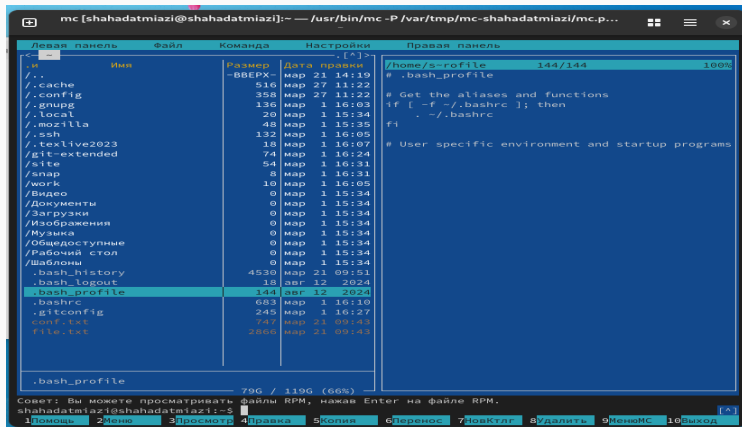 mc [shahadatmiazi@shahadatmiazi]:~ — /usr/bin/mc -P /var/tmp/mc-shahadatmiazi/mc.p...
Левая панель Файл Команда Настройки Правая панель
<- ~ .[^]>
.и Имя Размер Дата правки
/.. -ВВЕРХ- мар 21 14:19
/.cache 516 мар 27 11:22
/.config 358 мар 27 11:22
/.gnupg 136 мар 1 16:03
/.local 20 мар 1 15:34
/.mozilla 48 мар 1 15:35
/.ssh 132 мар 1 16:05
/.texlive2023 18 мар 1 16:07
/git-extended 74 мар 1 16:24
/site 54 мар 1 16:31
/snap 8 мар 1 16:31
/work 10 мар 1 16:05
/Видео 0 мар 1 15:34
/Документы 0 мар 1 15:34
/Загрузки 0 мар 1 15:34
/Изображения 0 мар 1 15:34
/Музыка 0 мар 1 15:34
/Общедоступные 0 мар 1 15:34
/Рабочий стол 0 мар 1 15:34
/Шаблоны 0 мар 1 15:34
.bash_history 4530 мар 21 09:51
.bash_logout 18 авг 12 2024
.bash_profile 144 авг 12 2024
.bashrc 683 мар 1 16:10
.gitconfig 245 мар 1 16:27
conf.txt 747 мар 21 09:43
file.txt 2866 мар 21 09:43
.bash_profile
79G / 119G (66%)
/home/s~rofile 144/144 100%
# .bash_profile
# Get the aliases and functions
if [ -f ~/.bashrc ]; then
. ~/.bashrc
fi
# User specific environment and startup programs
Совет: Вы можете просматривать файлы RPM, нажав Enter на файле RPM.
shahadatmiazi@shahadatmiazi:~$ [^]
1Помощь 2Меню 3Просмотр 4Правка 5Копия 6Перенос 7НовКтлг 8Удалить 9МенюMC 10Выход